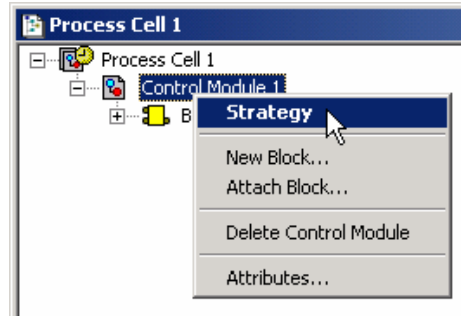 Process Cell 1
Process Cell 1
Control Module 1
B
Strategy
New Block...
Attach Block...
Delete Control Module
Attributes...